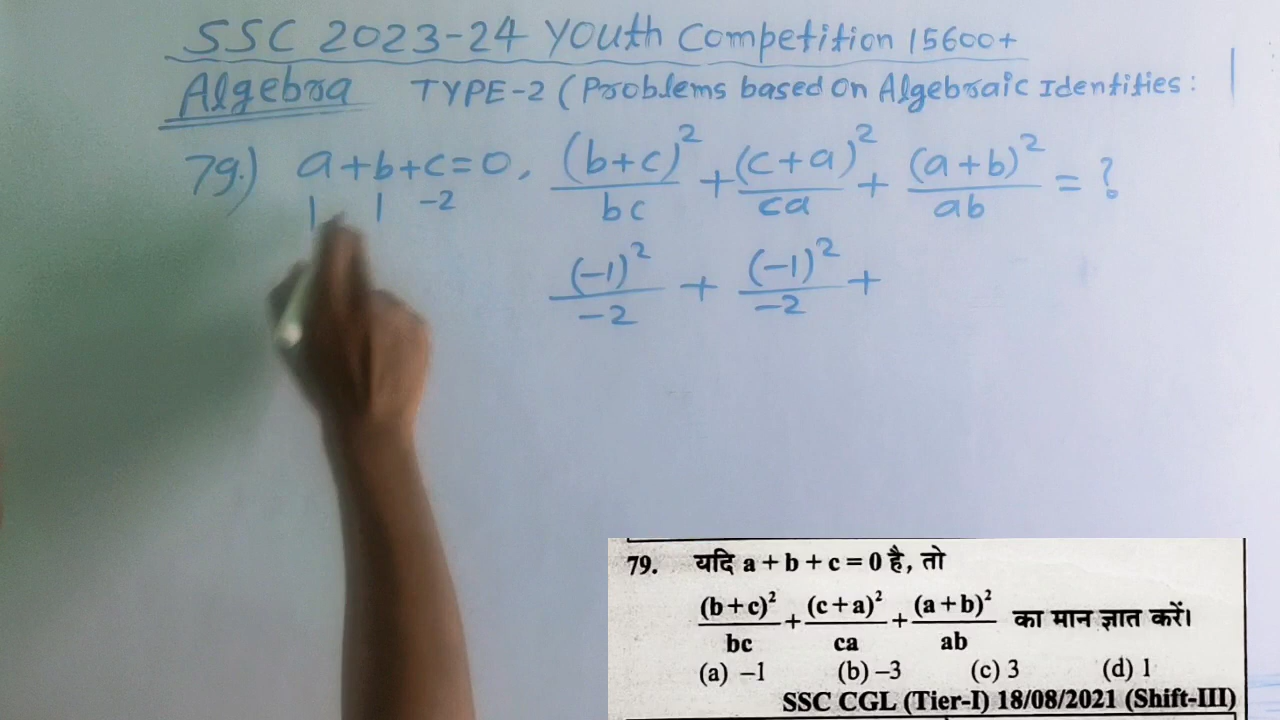 SSC 2023-24 Youth Competition 15600+
Algebra TYPE-2 (Problems based on Algebraic Identities:
79.) a+b+c=0, (b+c)²/bc + (c+a)²/ca + (a+b)²/ab = ?
1 1 -2
(-1)²/-2 + (-1)²/-2 +
79. यदि a + b + c = 0 है, तो
(b+c)²/bc + (c+a)²/ca + (a+b)²/ab का मान ज्ञात करें।
(a) –1 (b) –3 (c) 3 (d) 1
SSC CGL (Tier-I) 18/08/2021 (Shift-III)